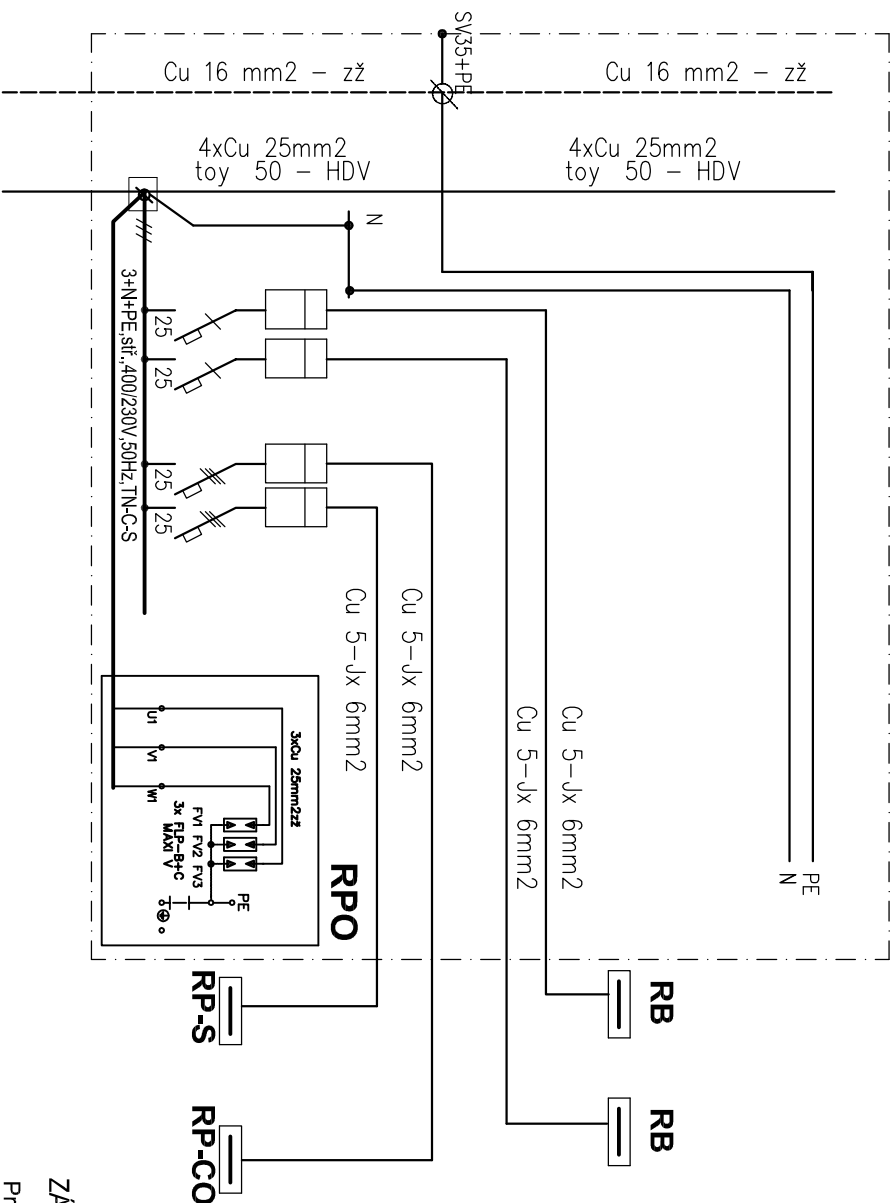 SV35+PE
Cu 16 mm2 – zž
Cu 16 mm2 – zž
4xCu 25mm2
toy 50 – HDV
4xCu 25mm2
toy 50 – HDV
N
3+N+PE,stř.,400/230V,50Hz,TN-C-S
25
25
25
25
Cu 5–Jx 6mm2
Cu 5–Jx 6mm2
Cu 5–Jx 6mm2
Cu 5–Jx 6mm2
PE
N
U1
V1
W1
3xCu 25mm2zž
FV1 FV2 FV3
3x FLP–B+C
MAXI V
PE
RPO
RP-S
RP-CO
RB
RB
ZÁ
Pr